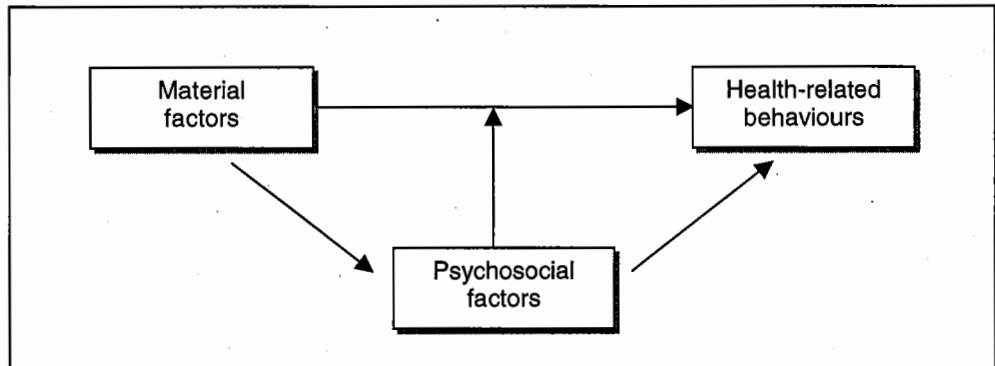 Material
factors
Health-related
behaviours
Psychosocial
factors